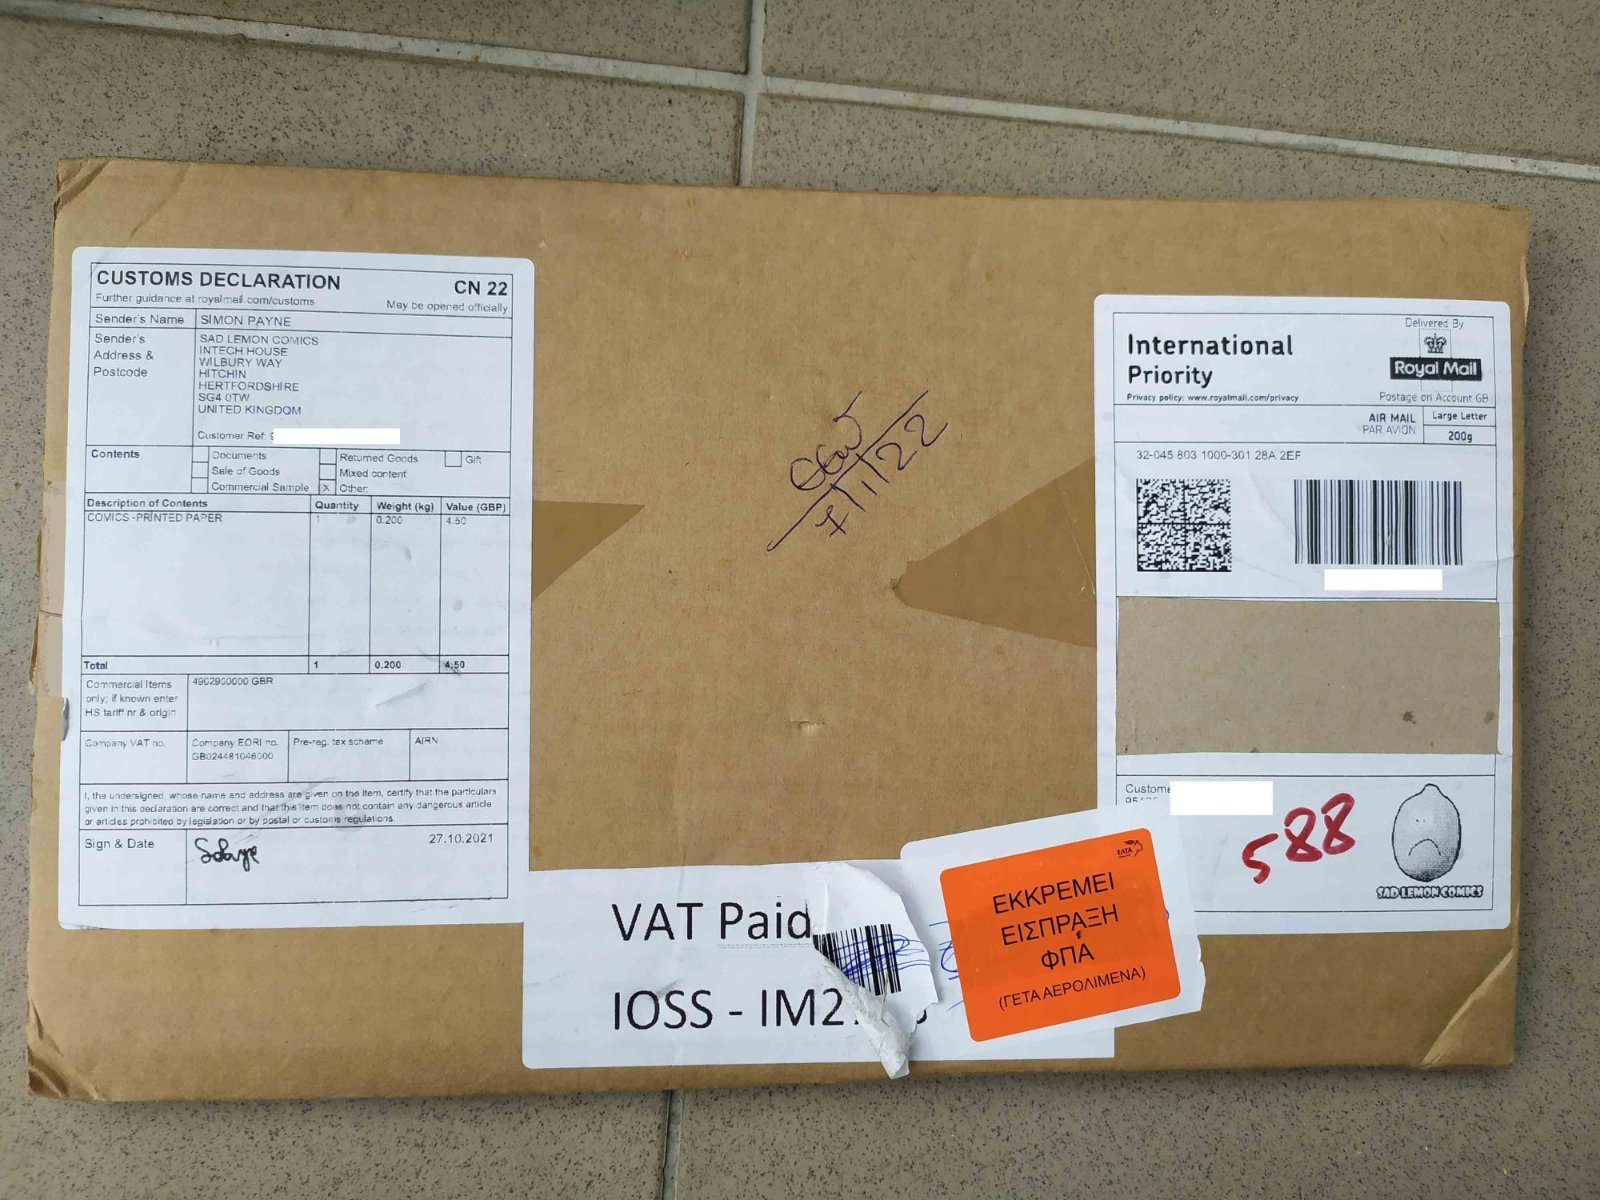 CUSTOMS DECLARATION CN 22
Further guidance at royalmail.com/customs May be opened officially
Sender's Name SIMON PAYNE
Sender's Address & Postcode
SAD LEMON COMICS
INTECH HOUSE
WILBURY WAY
HITCHIN
HERTFORDSHIRE
SG4 0TW
UNITED KINGDOM
Customer Ref:
Contents
Documents Returned Goods Gift
Sale of Goods Mixed content
Commercial Sample X Other:
Description of Contents Quantity Weight (kg) Value (GBP)
COMICS -PRINTED PAPER 1 0.200 4.50
Total 1 0.200 4.50
Commercial Items only: if known enter HS tariff nr & origin
4902900000 GBR
Company VAT no. Company EORI no. Pre-reg. tax scheme AIRN
GB024481046000
I, the undersigned, whose name and address are given on the item, certify that the particulars
given in this declaration are correct and that this item does not contain any dangerous article
or articles prohibited by legislation or by postal or customs regulations.
Sign & Date 27.10.2021
7/1/22
International
Priority
Privacy policy: www.royalmail.com/privacy
Delivered By
Royal Mail
Postage on Account GB
AIR MAIL
PAR AVION
Large Letter
200g
32-045 803 1000-301 28A 2EF
588
SAD LEMON COMICS
VAT Paid
IOSS - IM2
ΕΛΤΑ
ΕΚΚΡΕΜΕΙ
ΕΙΣΠΡΑΞΗ
ΦΠΑ
(ΓΕΤΑ ΑΕΡΟΛΙΜΕΝΑ)